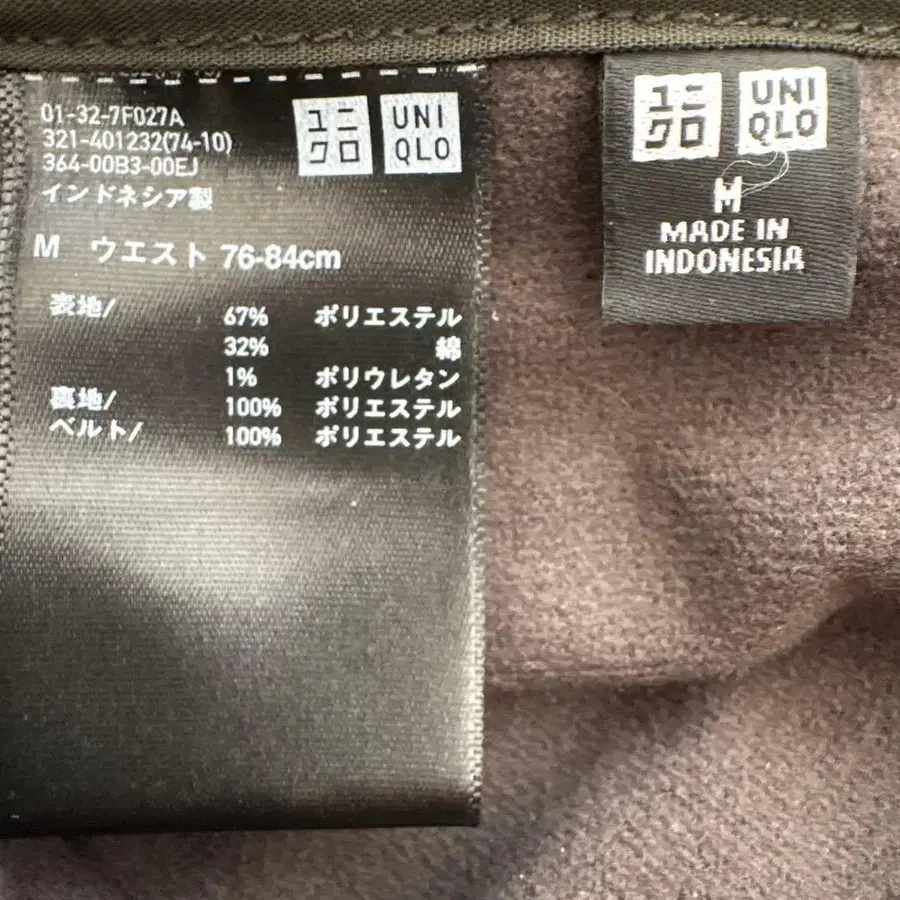 01-32-7F027A
321-401232(74-10)
364-00B3-00EJ
インドネシア製
ユニ
クロ
UNI
QLO
M ウエスト 76-84cm
表地/ 67% ポリエステル
32% 綿
1% ポリウレタン
裏地/ 100% ポリエステル
ベルト/ 100% ポリエステル
ユニ
クロ
UNI
QLO
M
MADE IN
INDONESIA